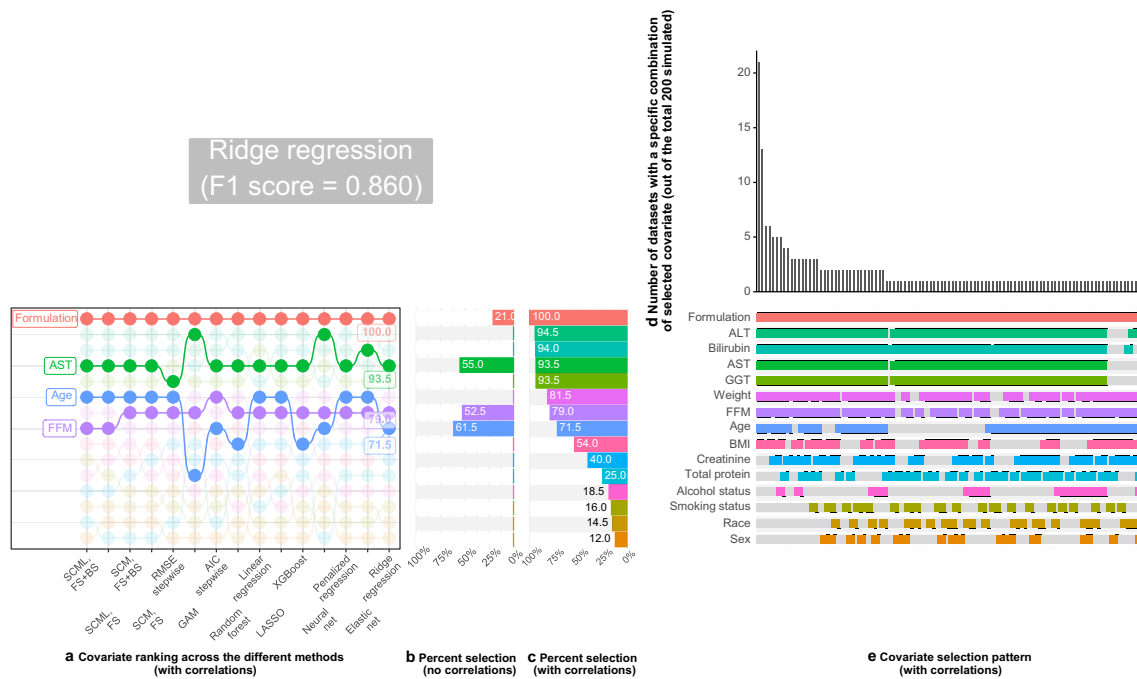 Ridge regression
(F1 score = 0.860)
d Number of datasets with a specific combination
of selected covariate (out of the total 200 simulated)
20
15
10
5
0
Formulation
AST
Age
FFM
100.0
93.5
79.0
71.5
21.0
55.0
52.5
61.5
100.0
94.5
94.0
93.5
93.5
81.5
79.0
71.5
54.0
40.0
25.0
18.5
16.0
14.5
12.0
Formulation
ALT
Bilirubin
AST
GGT
Weight
FFM
Age
BMI
Creatinine
Total protein
Alcohol status
Smoking status
Race
Sex
SCML,
FS+BS
SCM,
FS+BS
RMSE
stepwise
AIC
stepwise
Linear
regression
XGBoost
Penalized
regression
Ridge
regression
SCML,
FS
SCM,
FS
GAM
Random
forest
LASSO
Neural
net
Elastic
net
100%
75%
50%
25%
0%
100%
75%
50%
25%
0%
a Covariate ranking across the different methods
(with correlations)
b Percent selection
(no correlations)
c Percent selection
(with correlations)
e Covariate selection pattern
(with correlations)